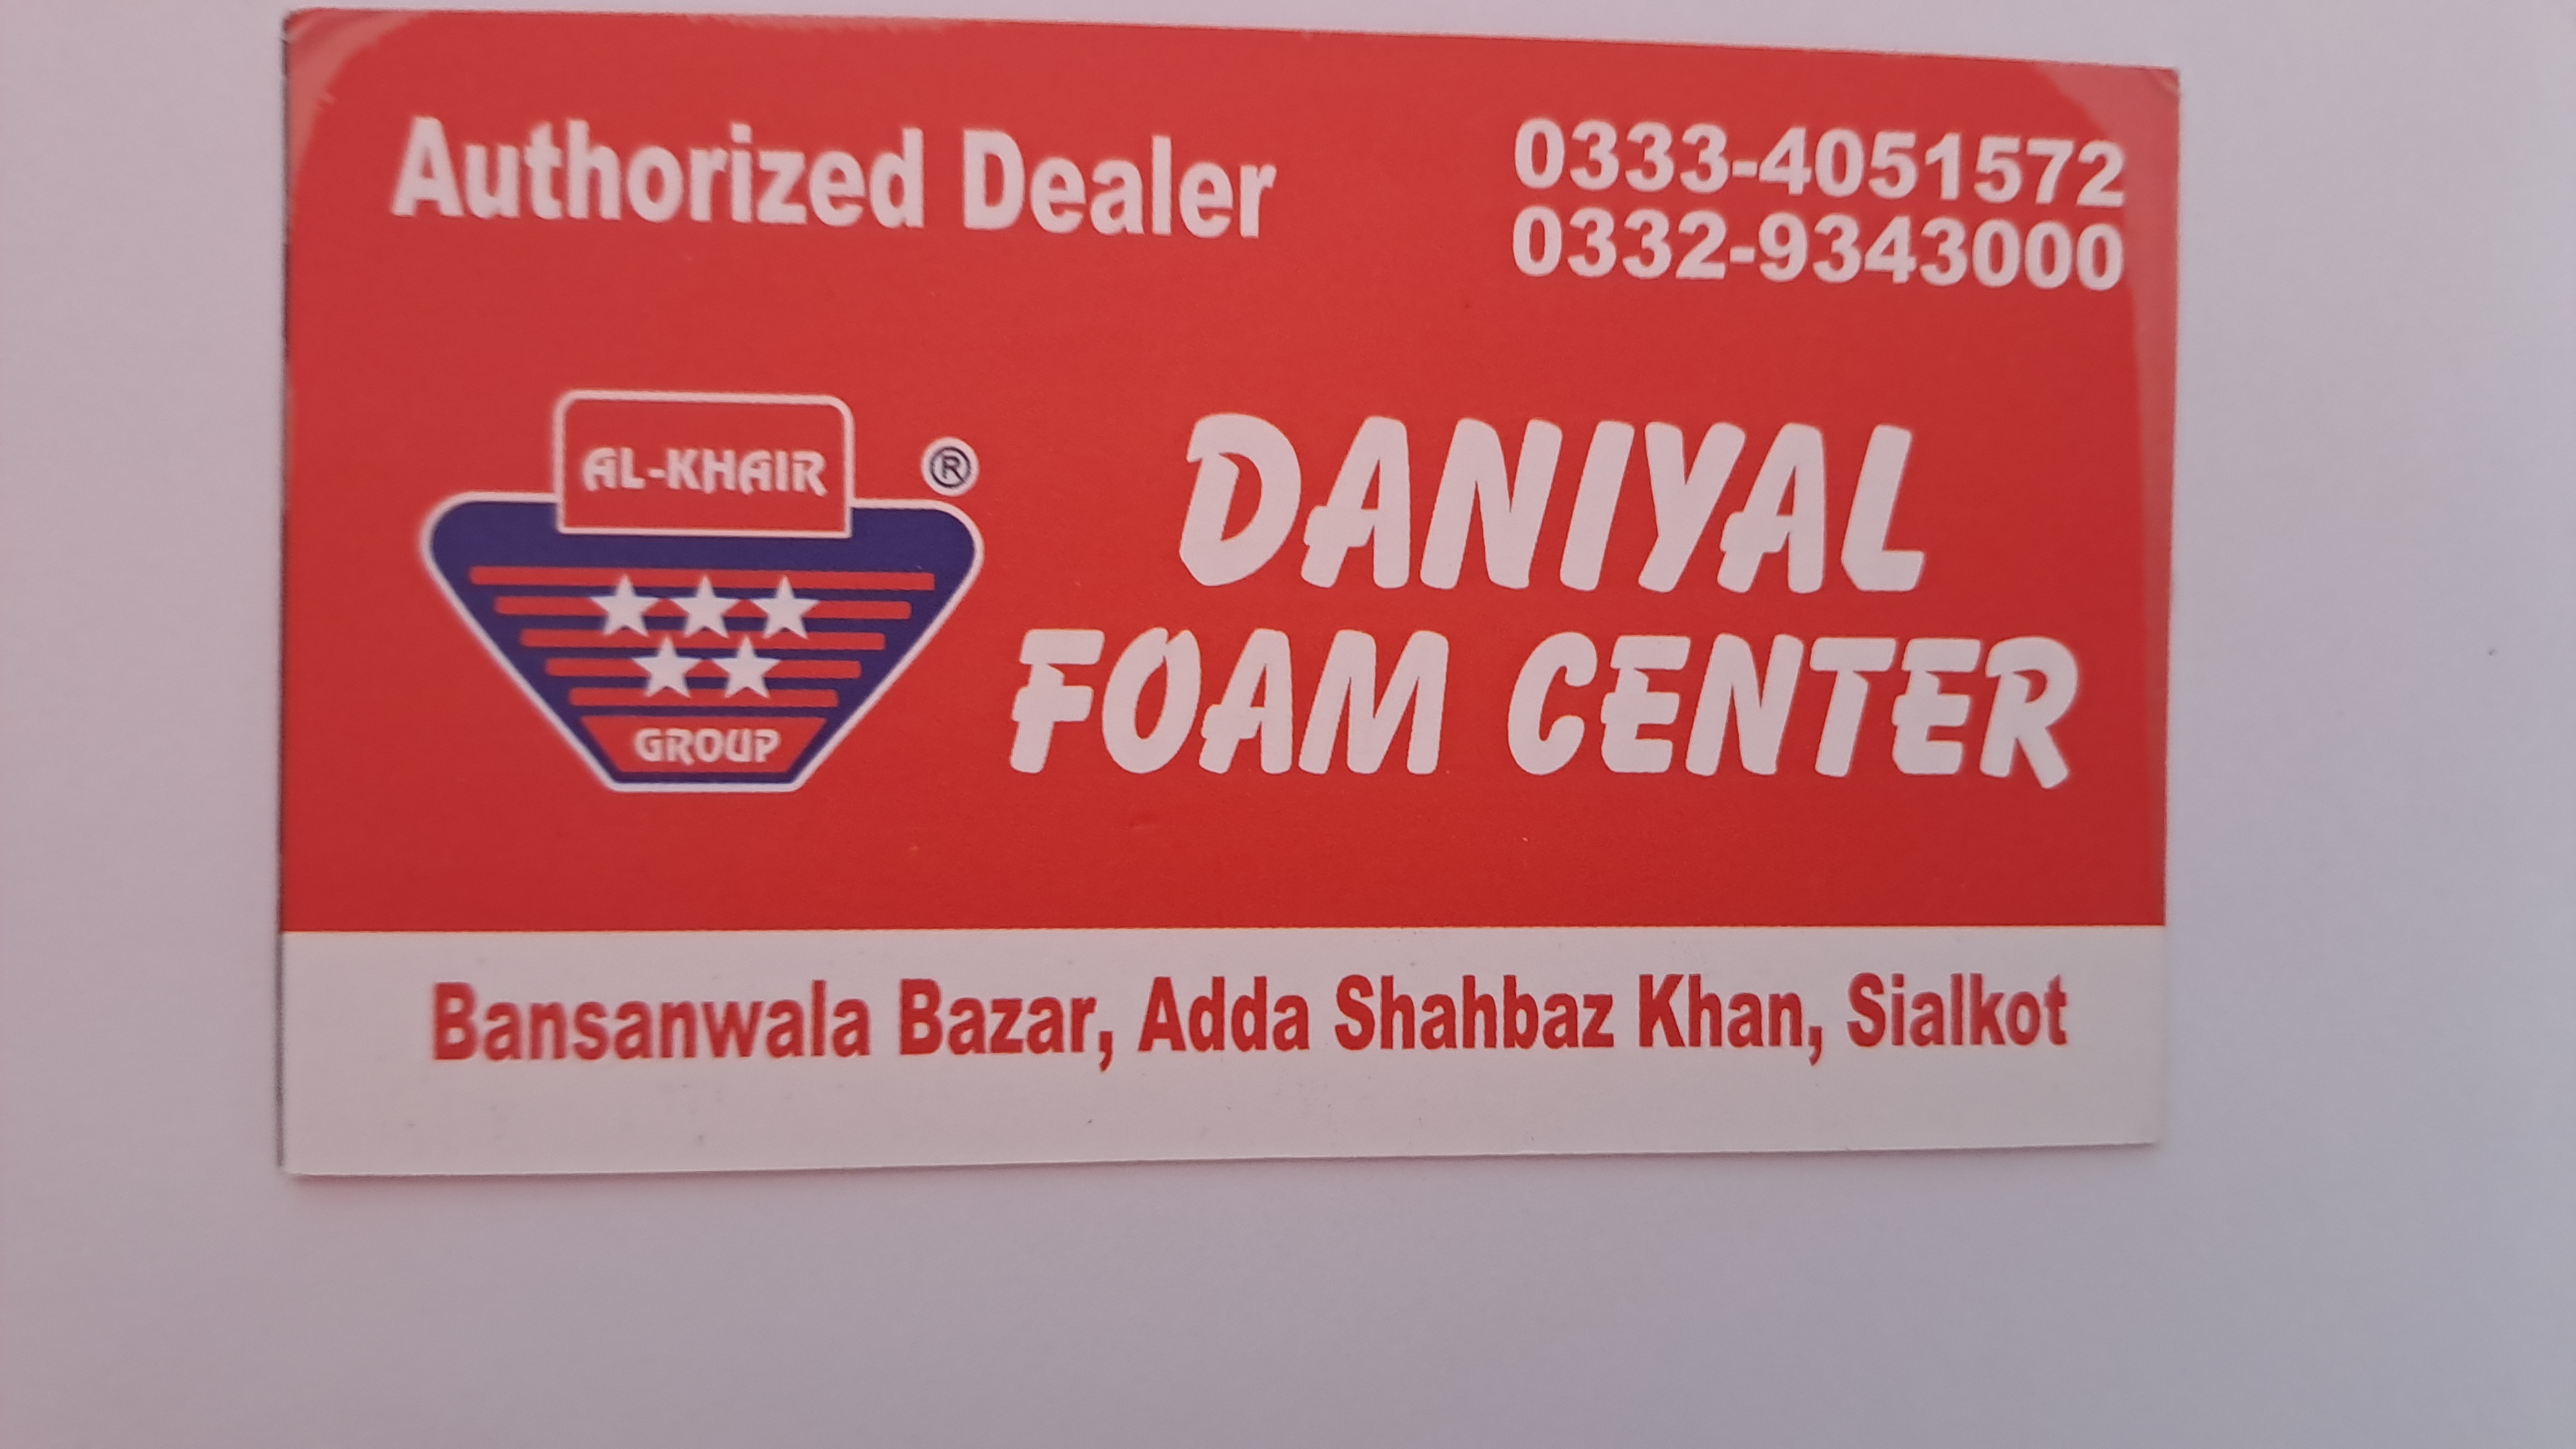 Authorized Dealer
0333-4051572
0332-9343000
AL-KHAIR
®
GROUP
DANIYAL
FOAM CENTER
Bansanwala Bazar, Adda Shahbaz Khan, Sialkot